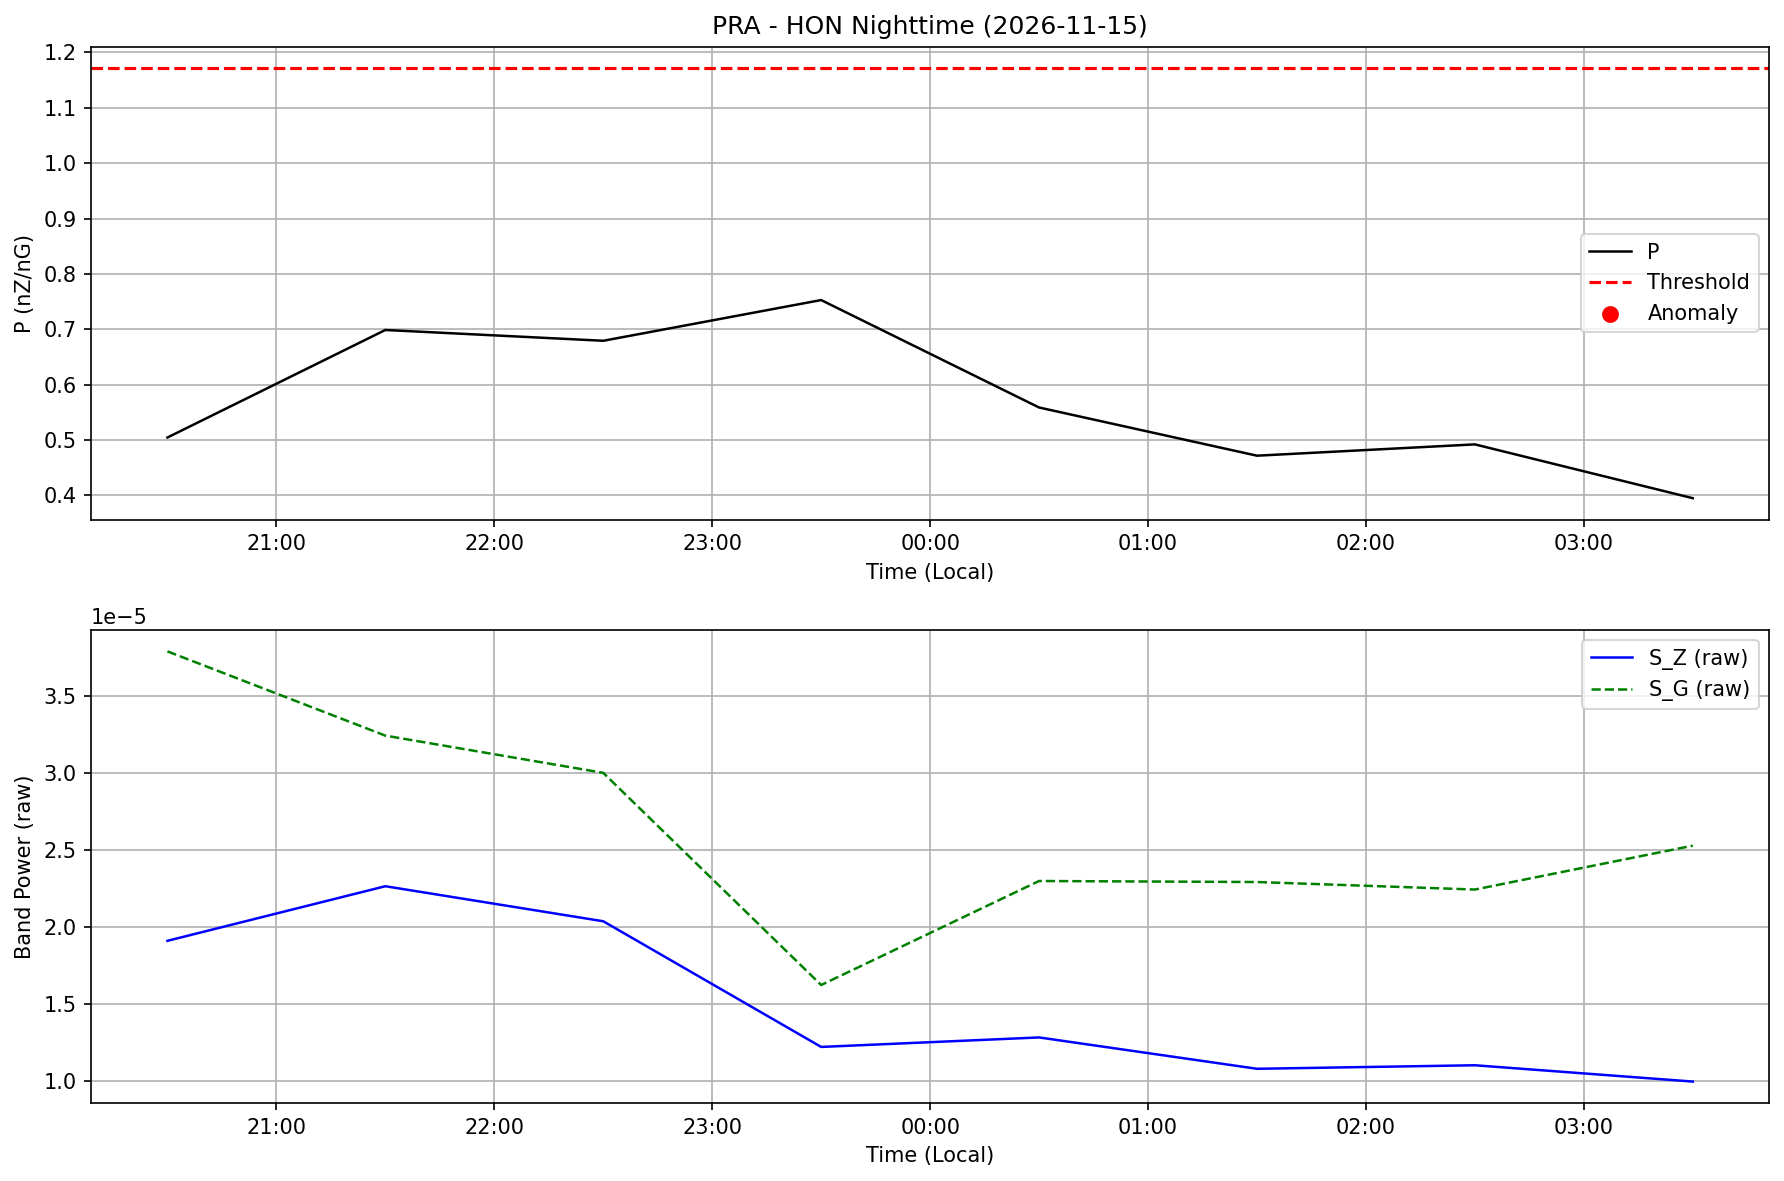 PRA - HON Nighttime (2026-11-15)
1.2
1.1
1.0
0.9
0.8
0.7
0.6
0.5
0.4
P (nZ/nG)
P
Threshold
Anomaly
21:00 22:00 23:00 00:00 01:00 02:00 03:00
Time (Local)
1e−5
3.5
3.0
2.5
2.0
1.5
1.0
Band Power (raw)
S_Z (raw)
S_G (raw)
21:00 22:00 23:00 00:00 01:00 02:00 03:00
Time (Local)